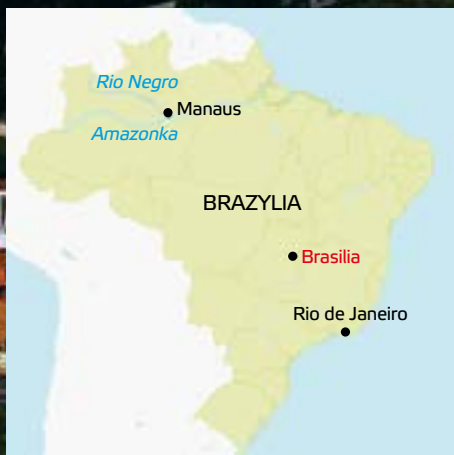 Rio Negro
Manaus
Amazonka
BRAZYLIA
Brasilia
Rio de Janeiro